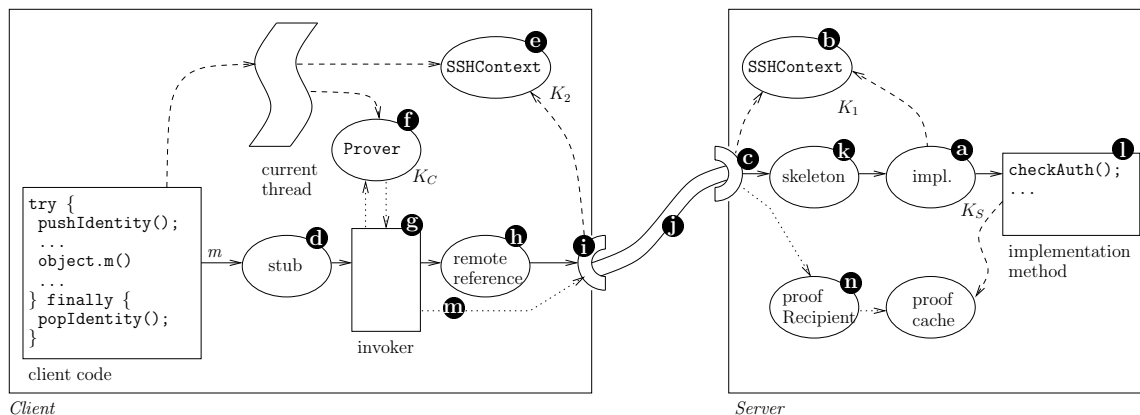 e
SSHContext
b
SSHContext
K2
K1
f
Prover
KC
current
thread
c
k
skeleton
a
impl.
l
checkAuth();
...
KS
implementation
method
try {
pushIdentity();
...
object.m()
...
} finally {
popIdentity();
}
client code
m
d
stub
g
invoker
h
remote
reference
i
j
m
n
proof
Recipient
proof
cache
Client
Server